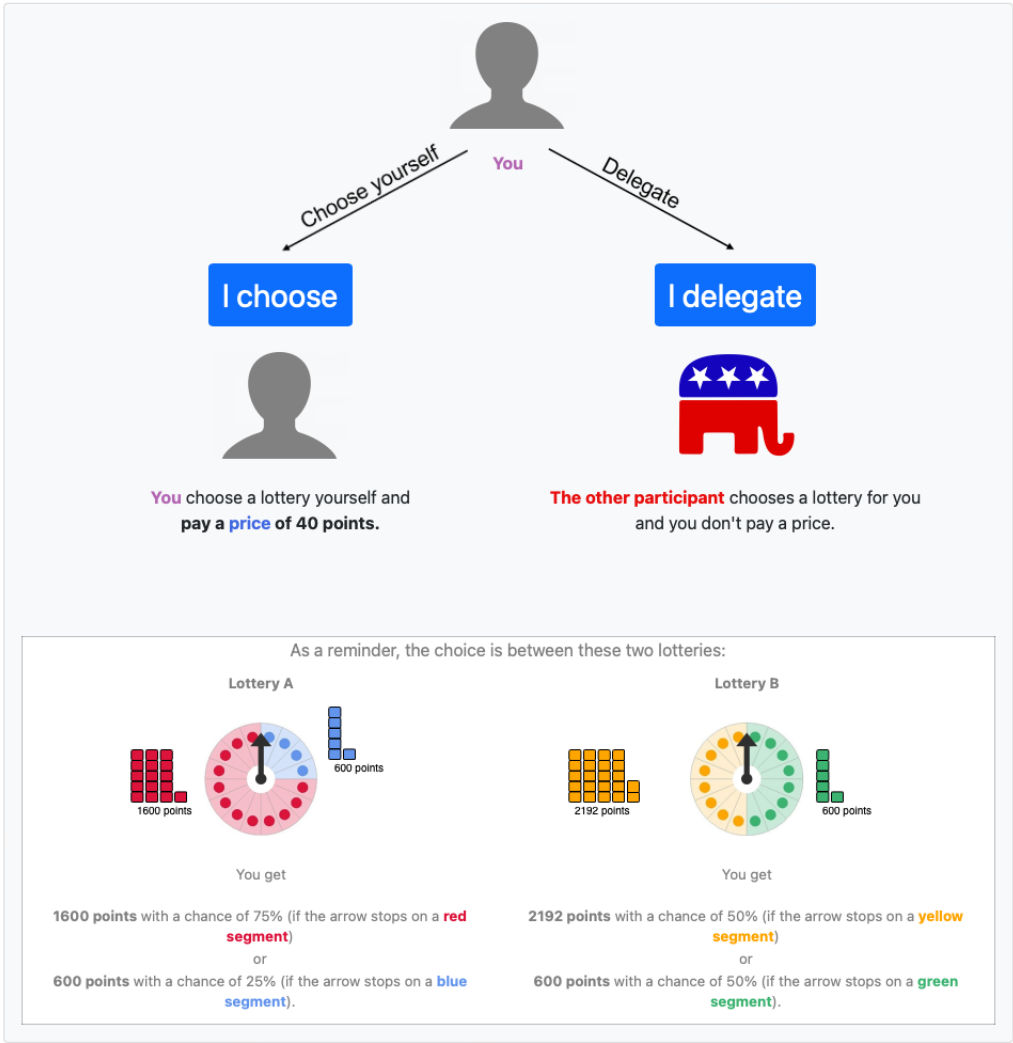 You
Choose yourself
Delegate
I choose
I delegate
You choose a lottery yourself and
pay a price of 40 points.
The other participant chooses a lottery for you
and you don't pay a price.
As a reminder, the choice is between these two lotteries:
Lottery A
600 points
1600 points
You get
1600 points with a chance of 75% (if the arrow stops on a red
segment)
or
600 points with a chance of 25% (if the arrow stops on a blue
segment).
Lottery B
2192 points
600 points
You get
2192 points with a chance of 50% (if the arrow stops on a yellow
segment)
or
600 points with a chance of 50% (if the arrow stops on a green
segment).